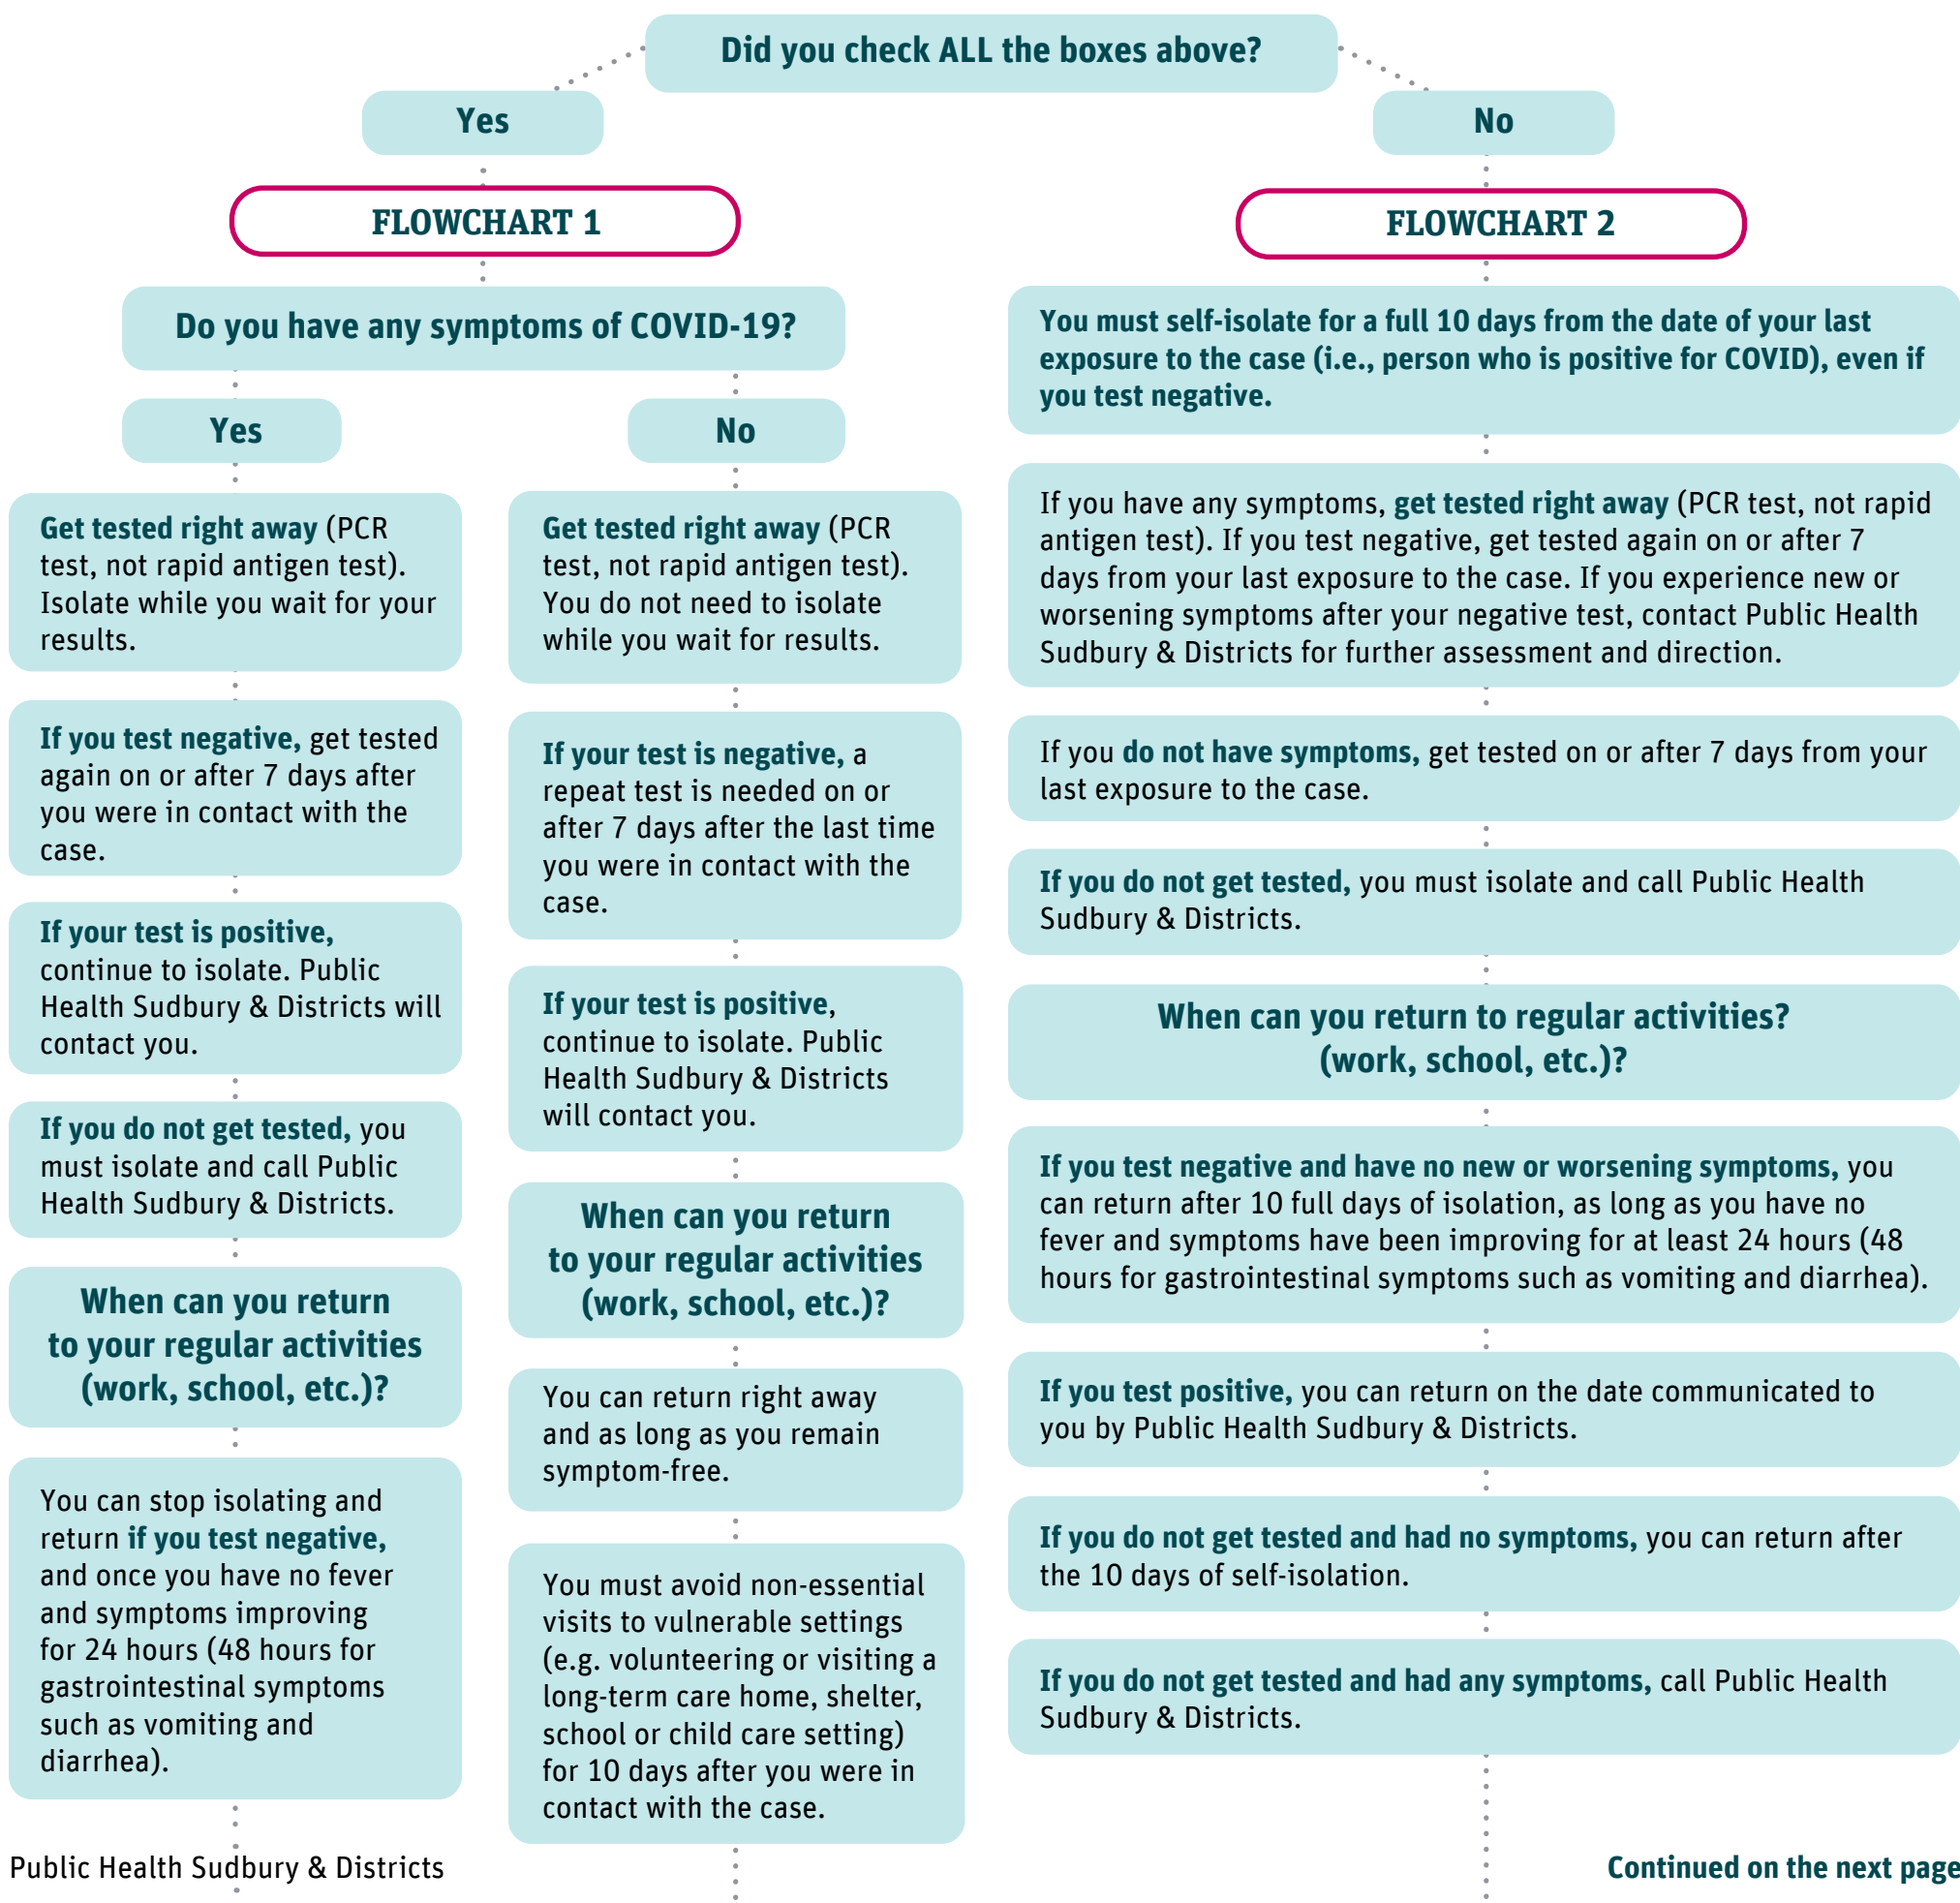 Did you check ALL the boxes above?
Yes
No
FLOWCHART 1
FLOWCHART 2
Do you have any symptoms of COVID-19?
Yes
No
Get tested right away (PCR
test, not rapid antigen test).
Isolate while you wait for your
results.
If you test negative, get tested
again on or after 7 days after
you were in contact with the
case.
If your test is positive,
continue to isolate. Public
Health Sudbury & Districts will
contact you.
If you do not get tested, you
must isolate and call Public
Health Sudbury & Districts.
When can you return
to your regular activities
(work, school, etc.)?
You can stop isolating and
return if you test negative,
and once you have no fever
and symptoms improving
for 24 hours (48 hours for
gastrointestinal symptoms
such as vomiting and
diarrhea).
Get tested right away (PCR
test, not rapid antigen test).
You do not need to isolate
while you wait for results.
If your test is negative, a
repeat test is needed on or
after 7 days after the last time
you were in contact with the
case.
If your test is positive,
continue to isolate. Public
Health Sudbury & Districts
will contact you.
When can you return
to your regular activities
(work, school, etc.)?
You can return right away
and as long as you remain
symptom-free.
You must avoid non-essential
visits to vulnerable settings
(e.g. volunteering or visiting a
long-term care home, shelter,
school or child care setting)
for 10 days after you were in
contact with the case.
You must self-isolate for a full 10 days from the date of your last
exposure to the case (i.e., person who is positive for COVID), even if
you test negative.
If you have any symptoms, get tested right away (PCR test, not rapid
antigen test). If you test negative, get tested again on or after 7
days from your last exposure to the case. If you experience new or
worsening symptoms after your negative test, contact Public Health
Sudbury & Districts for further assessment and direction.
If you do not have symptoms, get tested on or after 7 days from your
last exposure to the case.
If you do not get tested, you must isolate and call Public Health
Sudbury & Districts.
When can you return to regular activities?
(work, school, etc.)?
If you test negative and have no new or worsening symptoms, you
can return after 10 full days of isolation, as long as you have no
fever and symptoms have been improving for at least 24 hours (48
hours for gastrointestinal symptoms such as vomiting and diarrhea).
If you test positive, you can return on the date communicated to
you by Public Health Sudbury & Districts.
If you do not get tested and had no symptoms, you can return after
the 10 days of self-isolation.
If you do not get tested and had any symptoms, call Public Health
Sudbury & Districts.
Public Health Sudbury & Districts
Continued on the next page